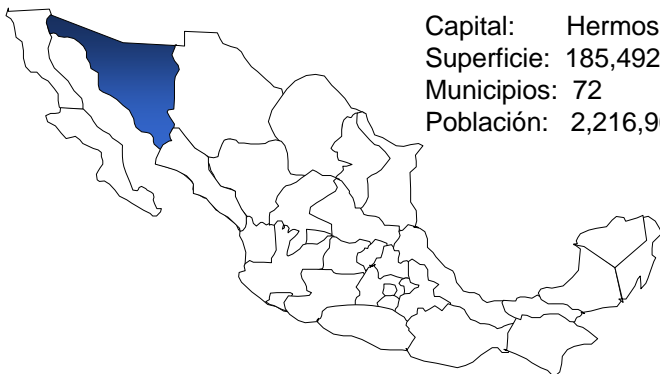 Capital: Hermos
Superficie: 185,492
Municipios: 72
Población: 2,216,9